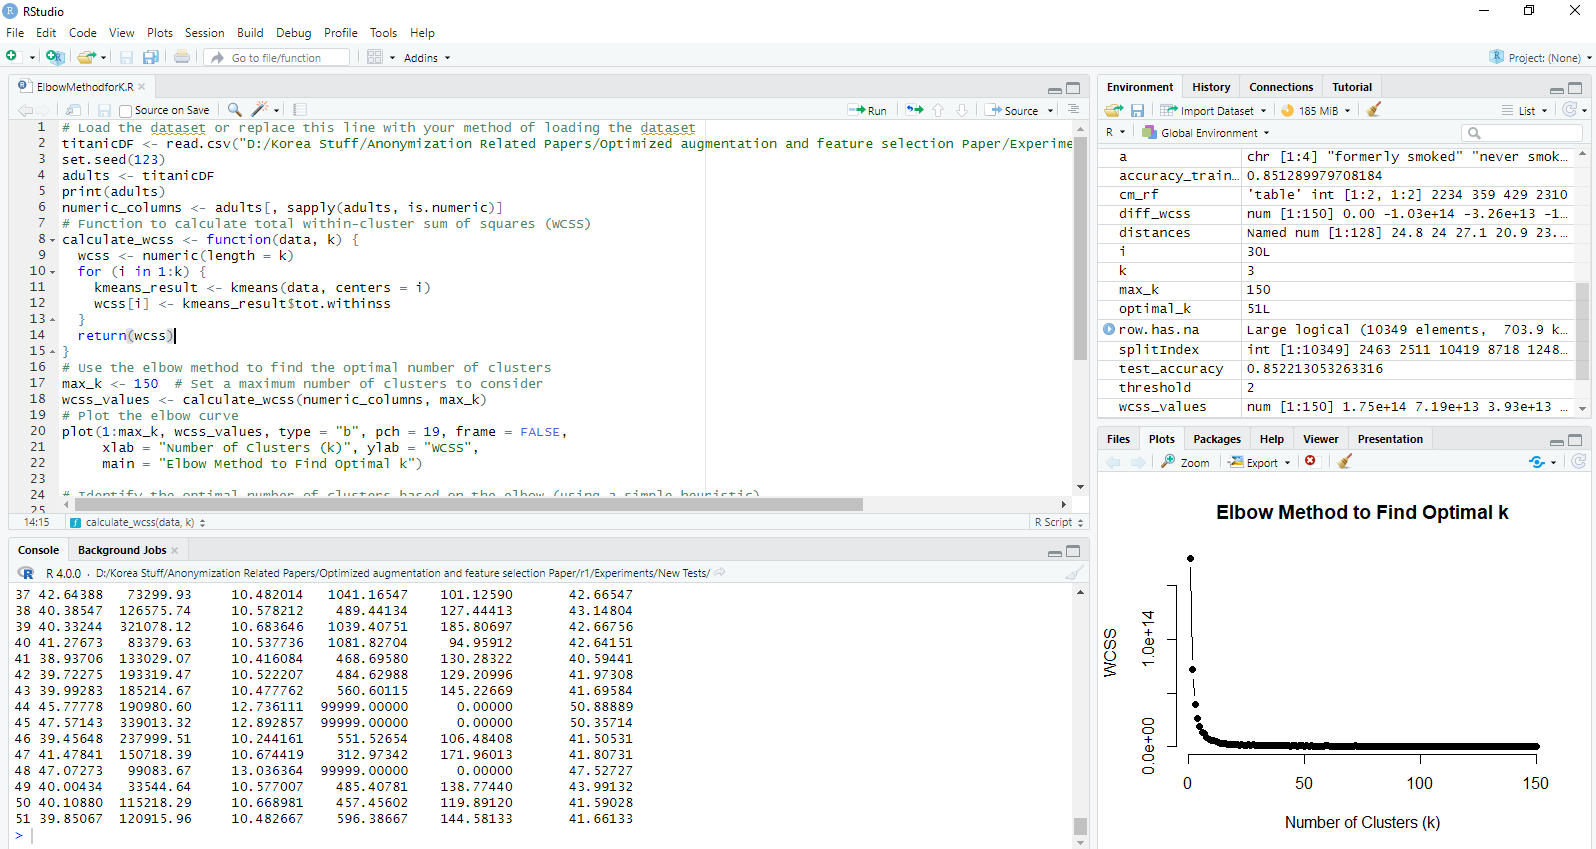 RStudio
File Edit Code View Plots Session Build Debug Profile Tools Help
Go to file/function Addins Project: (None)
ElbowMethodforK.R
Source on Save Run Source
1 # Load the dataset or replace this line with your method of loading the dataset
2 titanicDF <- read.csv("D:/Korea Stuff/Anonymization Related Papers/Optimized augmentation and feature selection Paper/Experime
3 set.seed(123)
4 adults <- titanicDF
5 print(adults)
6 numeric_columns <- adults[, sapply(adults, is.numeric)]
7 # Function to calculate total within-cluster sum of squares (WCSS)
8 calculate_wcss <- function(data, k) {
9 wcss <- numeric(length = k)
10 for (i in 1:k) {
11 kmeans_result <- kmeans(data, centers = i)
12 wcss[i] <- kmeans_result$tot.withinss
13 }
14 return(wcss)
15 }
16 # Use the elbow method to find the optimal number of clusters
17 max_k <- 150 # Set a maximum number of clusters to consider
18 wcss_values <- calculate_wcss(numeric_columns, max_k)
19 # Plot the elbow curve
20 plot(1:max_k, wcss_values, type = "b", pch = 19, frame = FALSE,
21 xlab = "Number of Clusters (k)", ylab = "WCSS",
22 main = "Elbow Method to Find Optimal k")
23
24 # Identify the optimal number of clusters based on the elbow (using a simple heuristic)
25
14:15 calculate_wcss(data, k) R Script
Console Background Jobs
R 4.0.0 · D:/Korea Stuff/Anonymization Related Papers/Optimized augmentation and feature selection Paper/r1/Experiments/New Tests/
37 42.64388 73299.93 10.482014 1041.16547 101.12590 42.66547
38 40.38547 126575.74 10.578212 489.44134 127.44413 43.14804
39 40.33244 321078.12 10.683646 1039.40751 185.80697 42.66756
40 41.27673 83379.63 10.537736 1081.82704 94.95912 42.64151
41 38.93706 133029.07 10.416084 468.69580 130.28322 40.59441
42 39.72275 193319.47 10.522207 484.62988 129.20996 41.97308
43 39.99283 185214.67 10.477762 560.60115 145.22669 41.69584
44 45.77778 190980.60 12.736111 99999.00000 0.00000 50.88889
45 47.57143 339013.32 12.892857 99999.00000 0.00000 50.35714
46 39.45648 237999.51 10.244161 551.52654 106.48408 41.50531
47 41.47841 150718.39 10.674419 312.97342 171.96013 41.80731
48 47.07273 99083.67 13.036364 99999.00000 0.00000 47.52727
49 40.00434 33544.64 10.577007 485.40781 138.77440 43.99132
50 40.10880 115218.29 10.668981 457.45602 119.89120 41.59028
51 39.85067 120915.96 10.482667 596.38667 144.58133 41.66133
>
Environment History Connections Tutorial
Import Dataset 185 MiB List
R Global Environment
a chr [1:4] "formerly smoked" "never smok…
accuracy_train… 0.851289979708184
cm_rf 'table' int [1:2, 1:2] 2234 359 429 2310
diff_wcss num [1:150] 0.00 -1.03e+14 -3.26e+13 -1…
distances Named num [1:128] 24.8 24 27.1 20.9 23.…
i 30L
k 3
max_k 150
optimal_k 51L
row.has.na Large logical (10349 elements, 703.9 k…
splitIndex int [1:10349] 2463 2511 10419 8718 1248…
test_accuracy 0.852213053263316
threshold 2
wcss_values num [1:150] 1.75e+14 7.19e+13 3.93e+13 …
Files Plots Packages Help Viewer Presentation
Zoom Export
Elbow Method to Find Optimal k
WCSS
1.0e+14
0.0e+00
0 50 100 150
Number of Clusters (k)